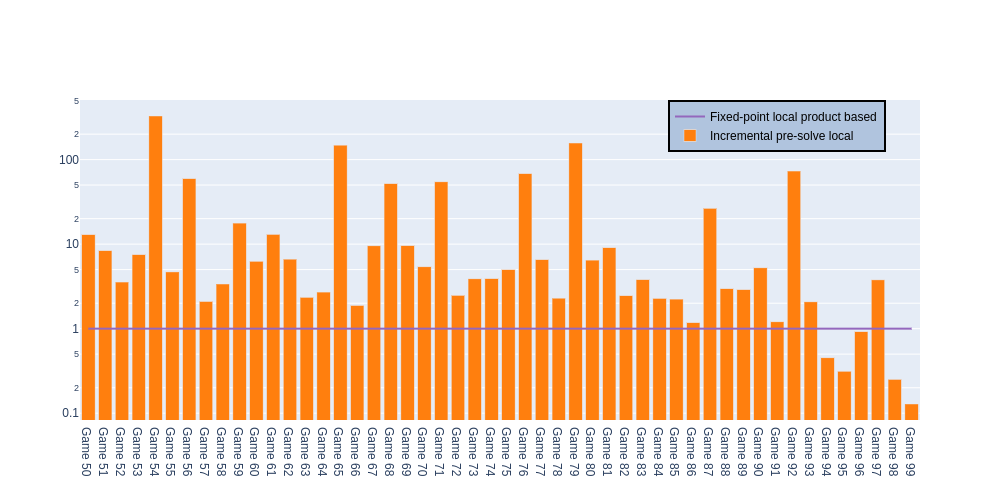 Fixed-point local product based
Incremental pre-solve local
5
2
100
5
2
10
5
2
1
5
2
0.1
Game 50
Game 51
Game 52
Game 53
Game 54
Game 55
Game 56
Game 57
Game 58
Game 59
Game 60
Game 61
Game 62
Game 63
Game 64
Game 65
Game 66
Game 67
Game 68
Game 69
Game 70
Game 71
Game 72
Game 73
Game 74
Game 75
Game 76
Game 77
Game 78
Game 79
Game 80
Game 81
Game 82
Game 83
Game 84
Game 85
Game 86
Game 87
Game 88
Game 89
Game 90
Game 91
Game 92
Game 93
Game 94
Game 95
Game 96
Game 97
Game 98
Game 99